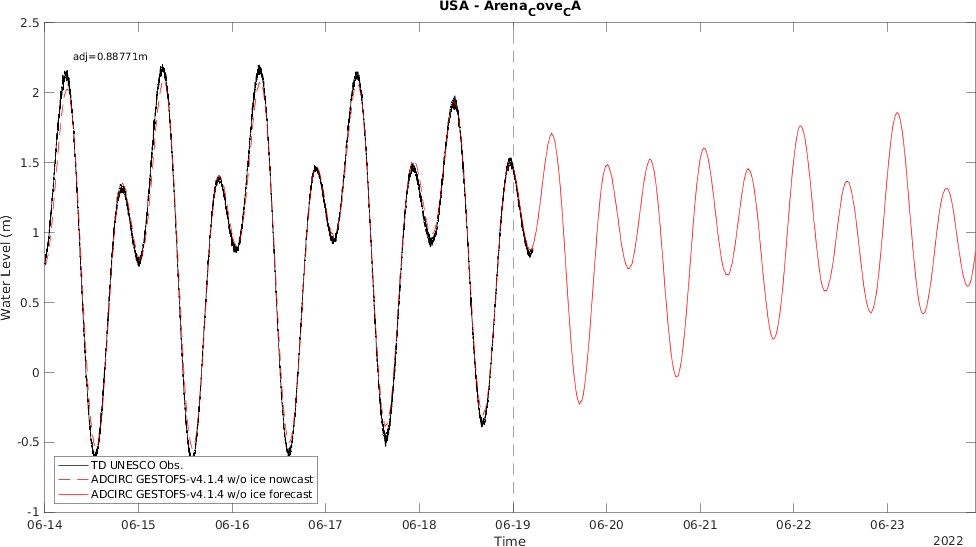 USA - Arena_Cove_CA
2.5
adj=0.88771m
2
1.5
1
0.5
0
-0.5
-1
Water Level (m)
TD UNESCO Obs.
ADCIRC GESTOFS-v4.1.4 w/o ice nowcast
ADCIRC GESTOFS-v4.1.4 w/o ice forecast
06-14 06-15 06-16 06-17 06-18 06-19 06-20 06-21 06-22 06-23
Time
2022